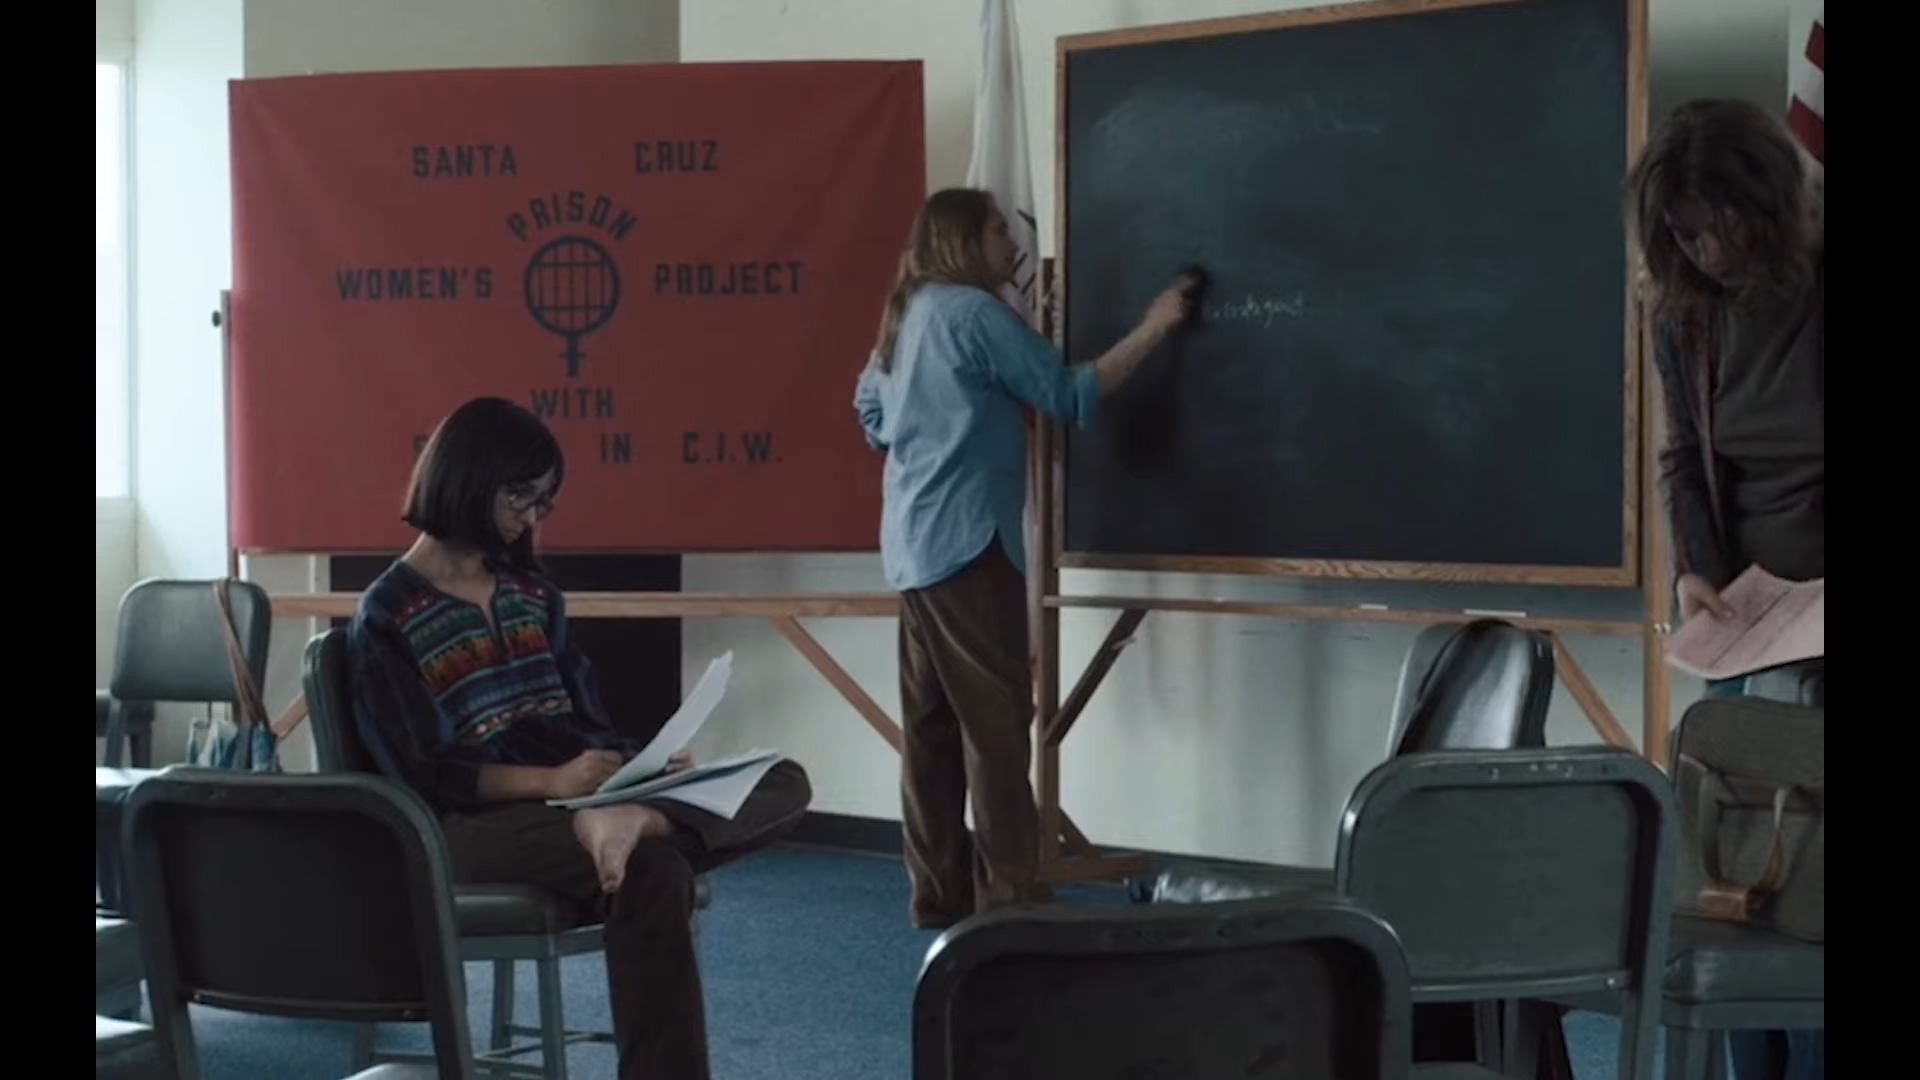 SANTA CRUZ
PRISON
WOMEN'S PROJECT
WITH
IN C.I.W.